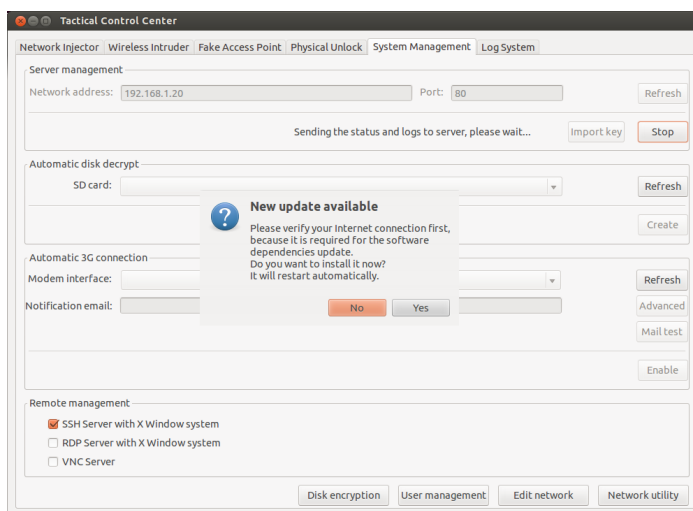 Tactical Control Center
Network Injector Wireless Intruder Fake Access Point Physical Unlock System Management Log System
Server management
Network address: 192.168.1.20 Port: 80 Refresh
Sending the status and logs to server, please wait... Import key Stop
Automatic disk decrypt
SD card: Refresh
Create
New update available
Please verify your Internet connection first,
because it is required for the software
dependencies update.
Do you want to install it now?
It will restart automatically.
No Yes
Automatic 3G connection
Modem interface: Refresh
Notification email: Advanced
Mail test
Enable
Remote management
SSH Server with X Window system
RDP Server with X Window system
VNC Server
Disk encryption User management Edit network Network utility